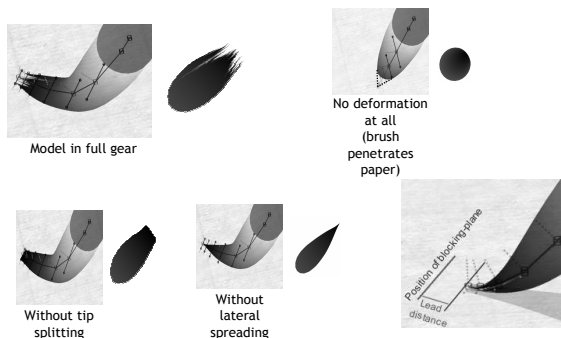 Model in full gear
No deformation
at all
(brush
penetrates
paper)
Without tip
splitting
Without
lateral
spreading
Position of blocking-plane
Lead
distance